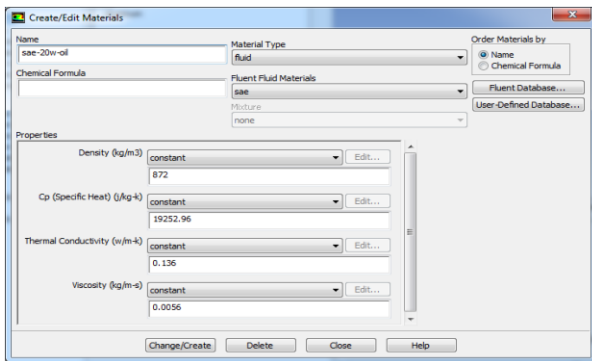 Create/Edit Materials
Name
sae-20w-oil
Material Type
fluid
Order Materials by
Name
Chemical Formula
Chemical Formula
Fluent Fluid Materials
sae
Fluent Database...
Mixture
none
User-Defined Database...
Properties
Density (kg/m3) constant Edit...
872
Cp (Specific Heat) (j/kg-k) constant Edit...
19252.96
Thermal Conductivity (w/m-k) constant Edit...
0.136
Viscosity (kg/m-s) constant Edit...
0.0056
Change/Create Delete Close Help